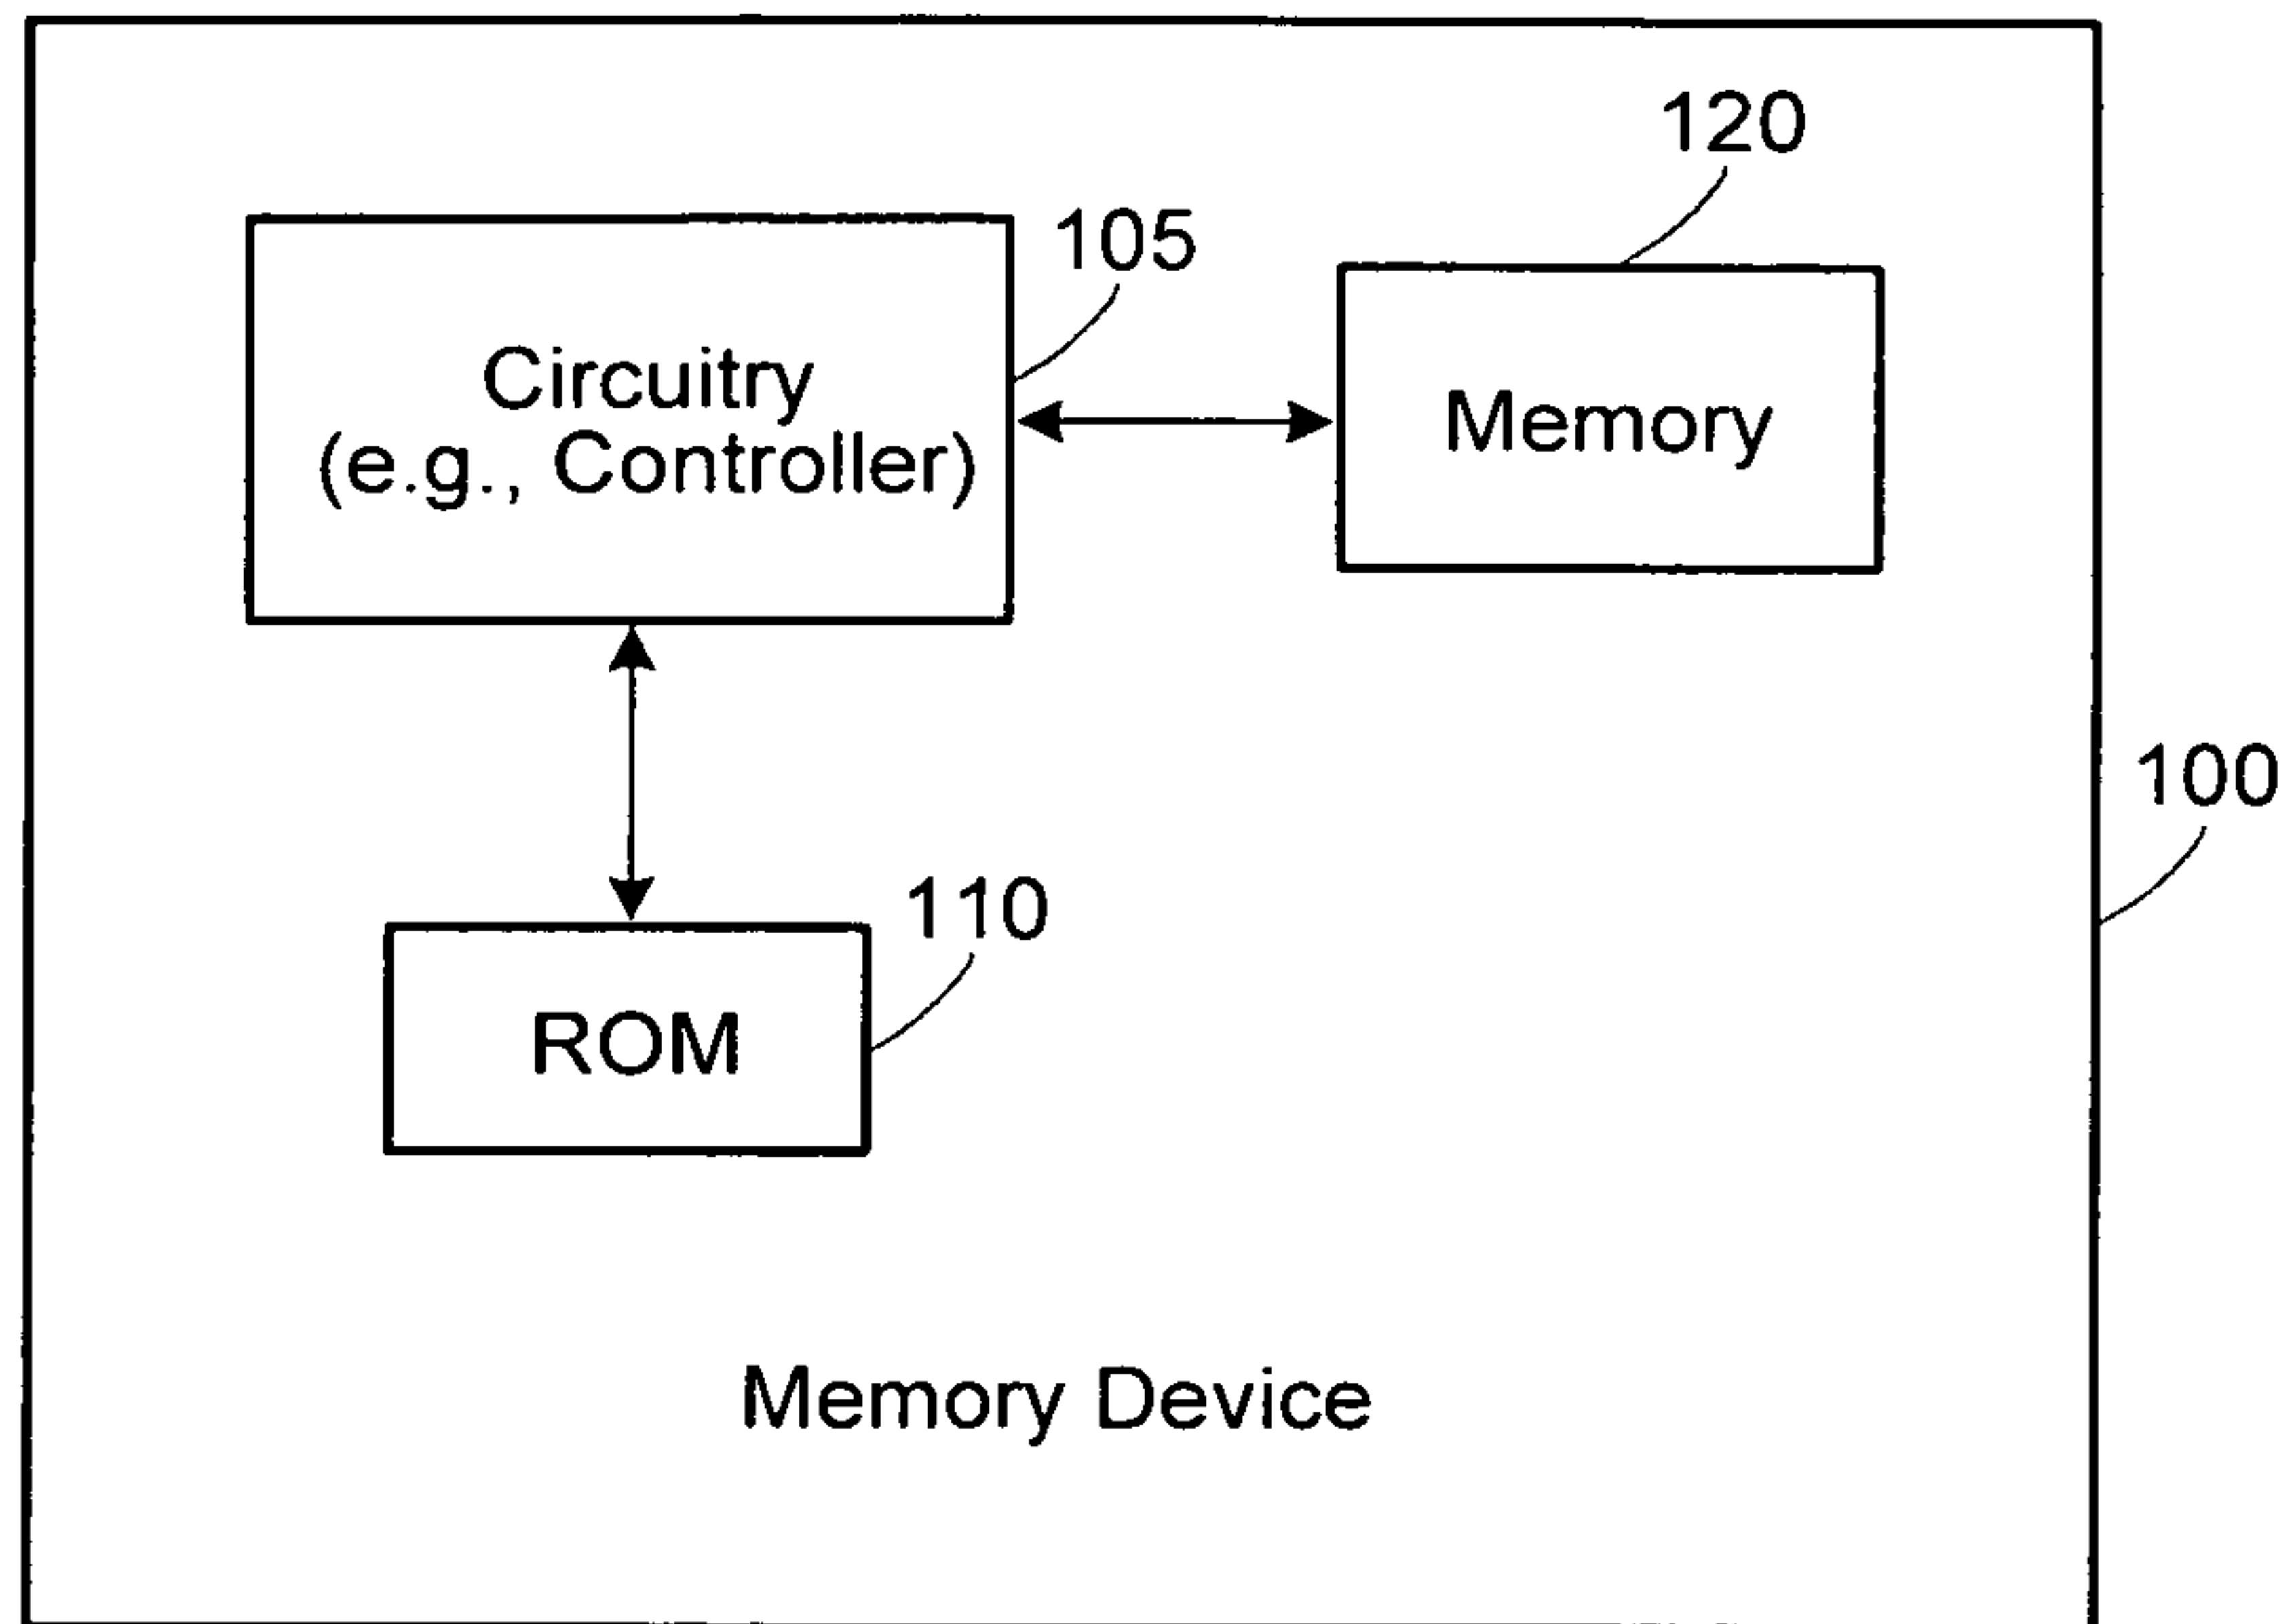 120
105
Circuitry
(e.g., Controller)
Memory
100
110
ROM
Memory Device